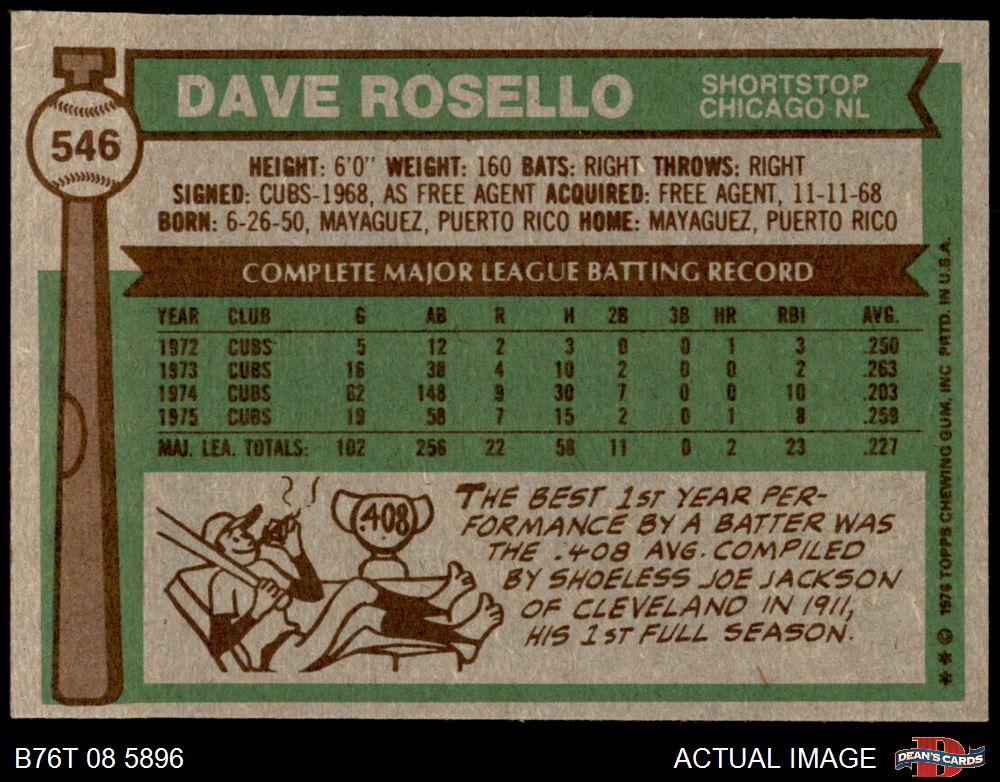 DAVE ROSELLO
SHORTSTOP
CHICAGO NL
546
HEIGHT: 6'0" WEIGHT: 160 BATS: RIGHT THROWS: RIGHT
SIGNED: CUBS-1968, AS FREE AGENT ACQUIRED: FREE AGENT, 11-11-68
BORN: 6-26-50, MAYAGUEZ, PUERTO RICO HOME: MAYAGUEZ, PUERTO RICO
COMPLETE MAJOR LEAGUE BATTING RECORD
YEAR CLUB G AB R H 2B 3B HR RBI AVG.
1972 CUBS 5 12 2 3 0 0 1 3 .250
1973 CUBS 16 38 4 10 2 0 0 2 .263
1974 CUBS 62 148 9 30 7 0 0 10 .203
1975 CUBS 19 58 7 15 2 0 1 8 .259
MAJ. LEA. TOTALS: 102 256 22 58 11 0 2 23 .227
.408
THE BEST 1ST YEAR PER-
FORMANCE BY A BATTER WAS
THE .408 AVG. COMPILED
BY SHOELESS JOE JACKSON
OF CLEVELAND IN 1911,
HIS 1ST FULL SEASON.
** © 1976 TOPPS CHEWING GUM, INC PRTD. IN U.S.A.
B76T 08 5896
ACTUAL IMAGE
D
DEAN'S CARDS